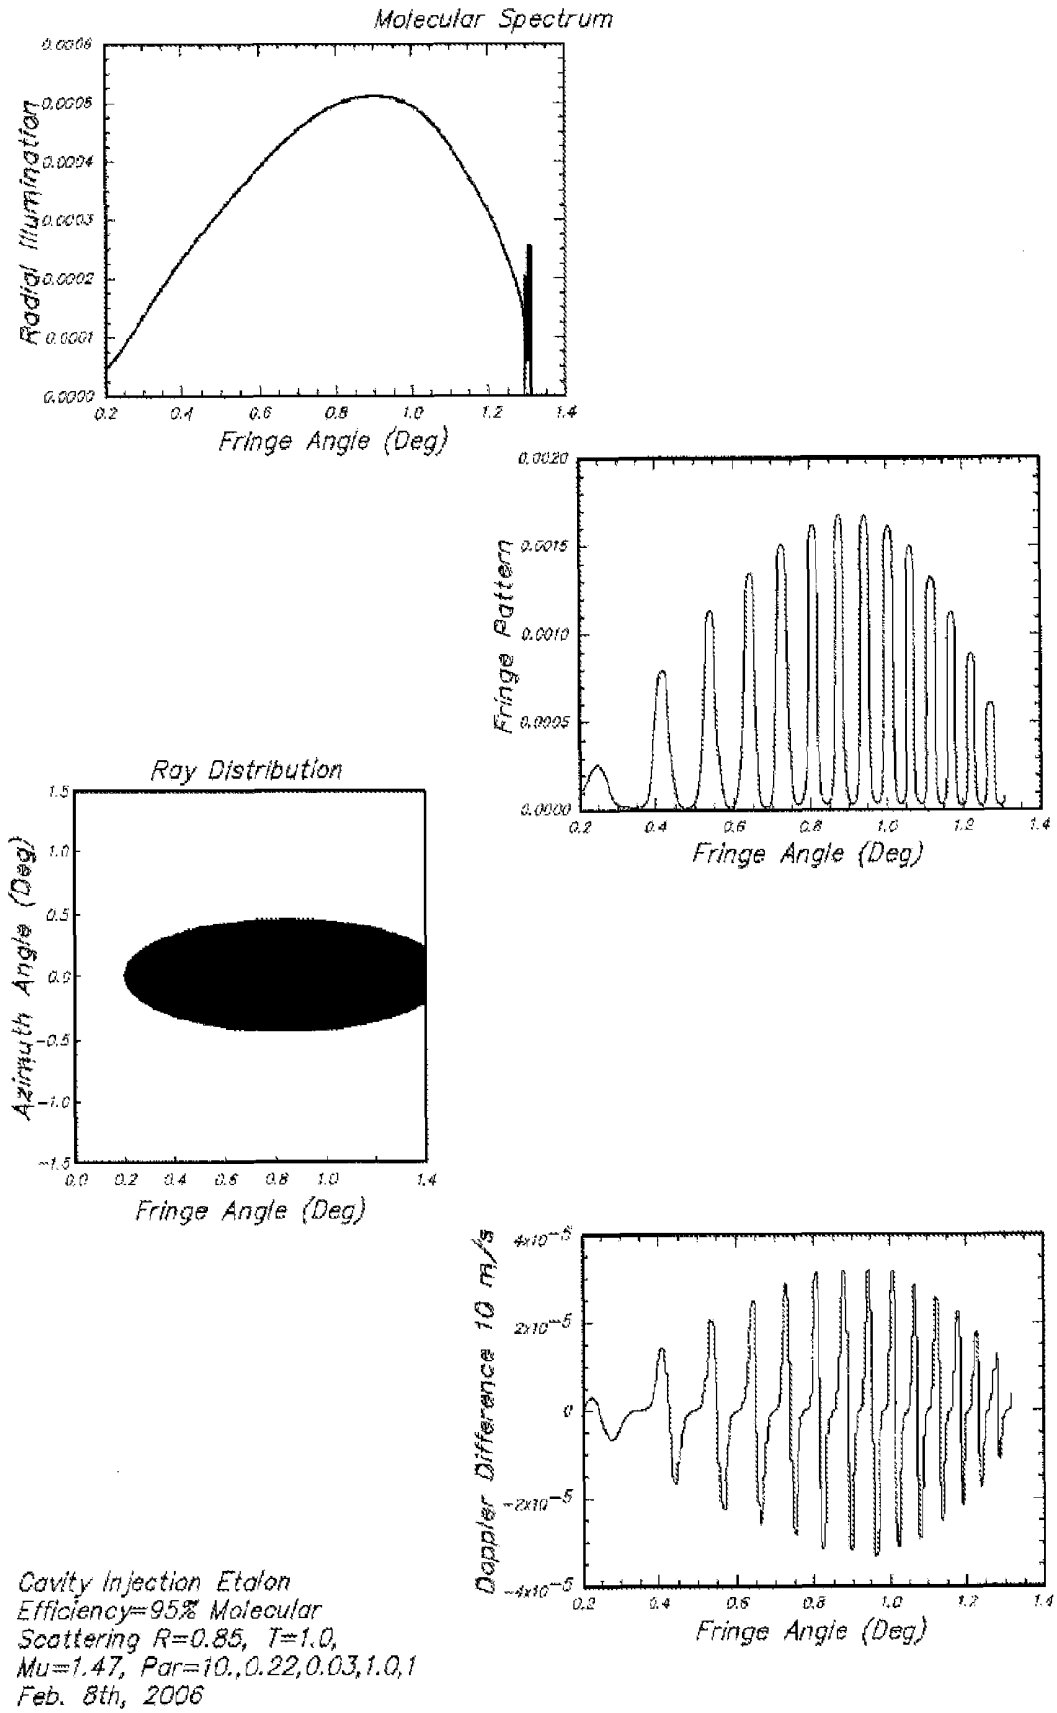 Molecular Spectrum
0.0006
0.0005
0.0004
0.0003
0.0002
0.0001
0.0000
Radial Illumination
0.2 0.4 0.6 0.8 1.0 1.2 1.4
Fringe Angle (Deg)
0.0020
0.0015
0.0010
0.0005
0.0000
Fringe Pattern
0.2 0.4 0.6 0.8 1.0 1.2 1.4
Fringe Angle (Deg)
Ray Distribution
1.5
1.0
0.5
0.0
-0.5
-1.0
-1.5
Azimuth Angle (Deg)
0.0 0.2 0.4 0.6 0.8 1.0 1.4
Fringe Angle (Deg)
4x10-5
2x10-5
0
-2x10-5
-4x10-5
Doppler Difference 10 m/s
0.2 0.4 0.6 0.8 1.0 1.2 1.4
Fringe Angle (Deg)
Cavity Injection Etalon
Efficiency=95% Molecular
Scattering R=0.85, T=1.0,
Mu=1.47, Par=10.,0.22,0.03,1.0,1
Feb. 8th, 2006